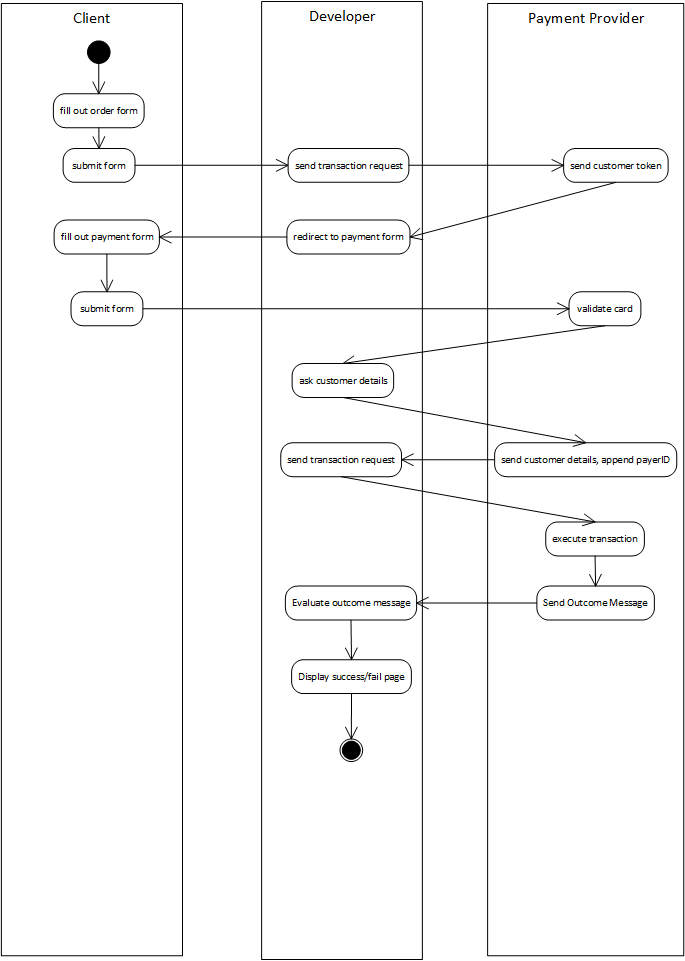 Client
Developer
Payment Provider
fill out order form
submit form
send transaction request
send customer token
fill out payment form
redirect to payment form
submit form
validate card
ask customer details
send transaction request
send customer details, append payerID
execute transaction
Evaluate outcome message
Send Outcome Message
Display success/fail page